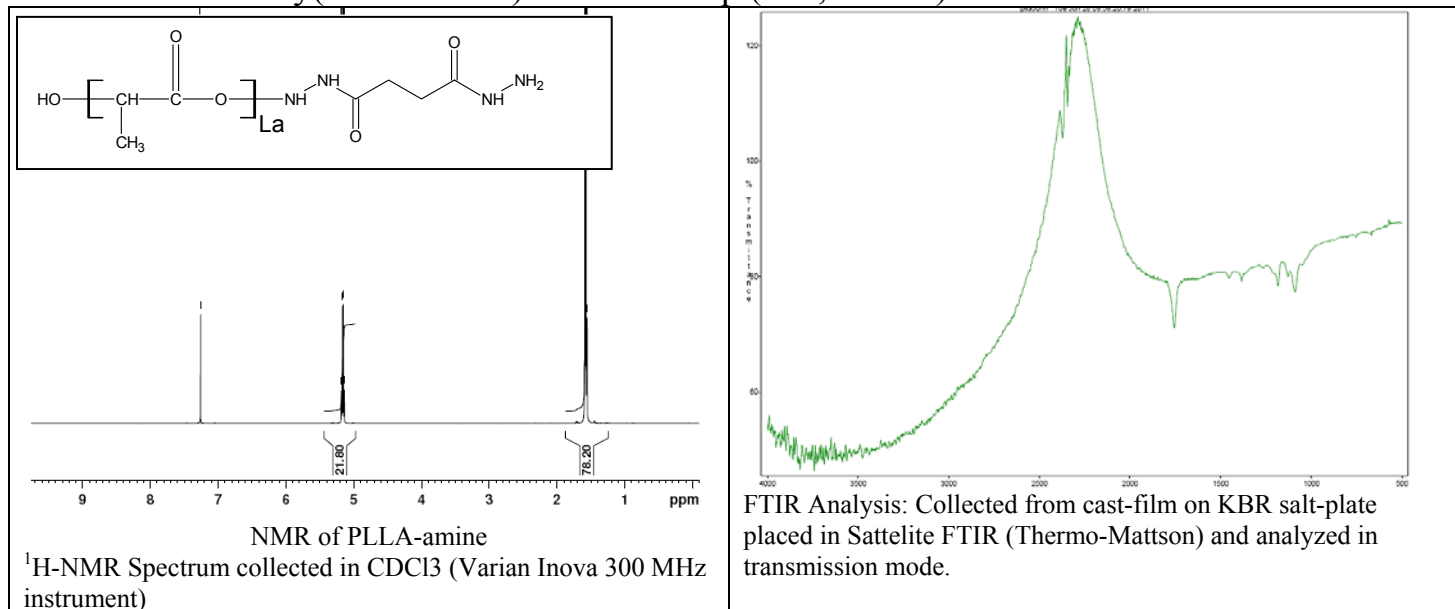 HO
CH
CH3
O
C
O
La
NH
NH
O
O
NH
NH2
21.80
78.20
9 8 7 6 5 4 3 2 1 ppm
NMR of PLLA-amine
1H-NMR Spectrum collected in CDCl3 (Varian Inova 300 MHz
instrument)
120
100
80
60
% Transmittance
4000 3500 3000 2500 2000 1500 1000 500
FTIR Analysis: Collected from cast-film on KBR salt-plate
placed in Sattelite FTIR (Thermo-Mattson) and analyzed in
transmission mode.